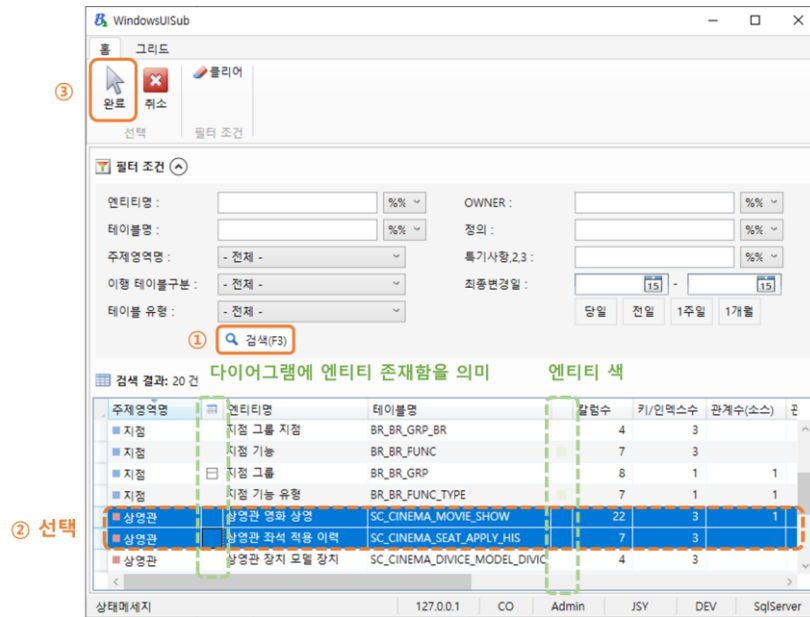 WindowsUISub
홈 그리드
③
완료 취소 클리어
선택 필터 조건
필터 조건
엔티티명 : %% OWNER : %%
테이블명 : %% 정의 : %%
주제영역명 : - 전체 - 특기사항,2,3 : %%
이행 테이블구분 : - 전체 - 최종변경일 : 15 - 15
테이블 유형 : - 전체 - 당일 전일 1주일 1개월
① 검색(F3)
다이어그램에 엔티티 존재함을 의미 엔티티 색
검색 결과: 20 건
주제영역명 엔티티명 테이블명 칼럼수 키/인덱스수 관계수(소스)
지점 지점 그룹 지점 BR_BR_GRP_BR 4 3
지점 지점 기능 BR_BR_FUNC 7 3
지점 지점 그룹 BR_BR_GRP 8 1 1
지점 지점 기능 유형 BR_BR_FUNC_TYPE 7 1 1
② 선택
상영관 상영관 영화 상영 SC_CINEMA_MOVIE_SHOW 22 3 1
상영관 상영관 좌석 적용 이력 SC_CINEMA_SEAT_APPLY_HIS 7 3
상영관 상영관 장치 모델 장치 SC_CINEMA_DIVICE_MODEL_DIVIC 4 3
상태메세지 127.0.0.1 CO Admin JSY DEV SqlServer